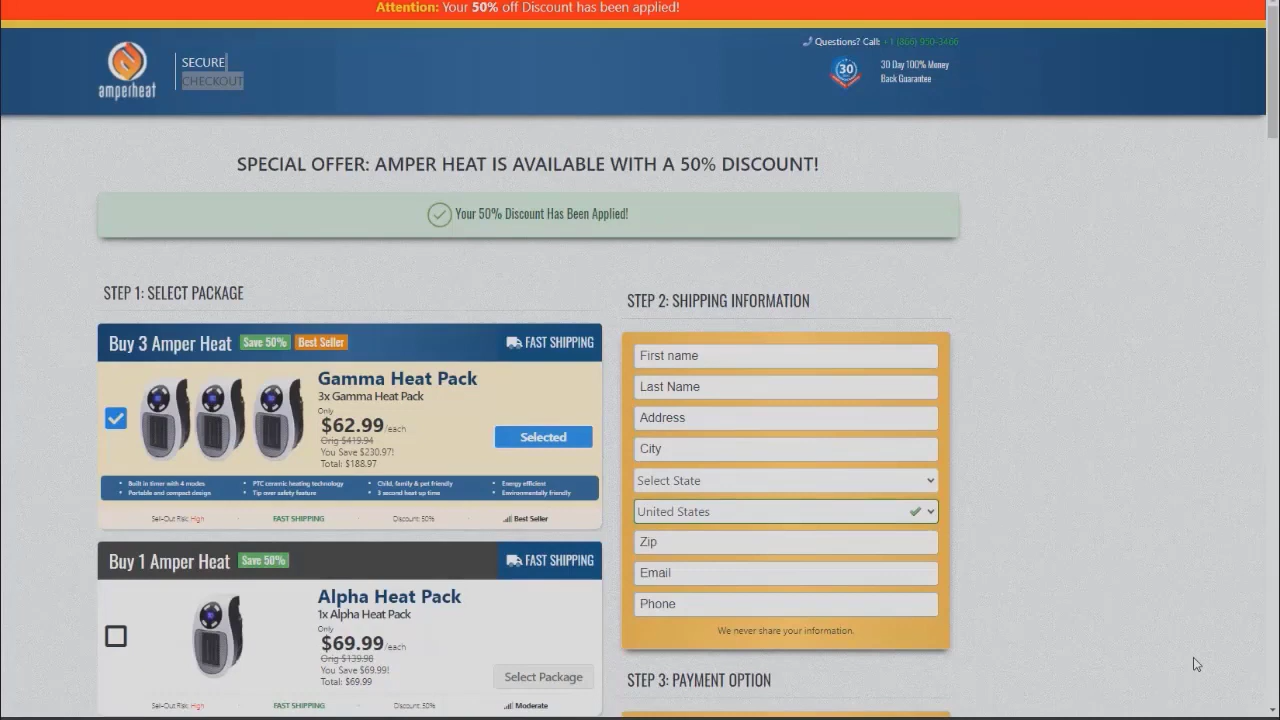 Attention: Your 50% off Discount has been applied!
amperheat
SECURE
CHECKOUT
Questions? Call: +1 (866) 950-3466
30
30 Day 100% Money
Back Guarantee
SPECIAL OFFER: AMPER HEAT IS AVAILABLE WITH A 50% DISCOUNT!
Your 50% Discount Has Been Applied!
STEP 1: SELECT PACKAGE
Buy 3 Amper Heat Save 50% Best Seller FAST SHIPPING
Gamma Heat Pack
3x Gamma Heat Pack
Only
$62.99/each
Orig $419.94
You Save $230.97!
Total: $188.97
Selected
• Built in timer with 4 modes • PTC ceramic heating technology • Child, family & pet friendly • Energy efficient
• Portable and compact design • Tip over safety feature • 3 second heat up time • Environmentally friendly
Sell-Out Risk: High FAST SHIPPING Discount: 50% Best Seller
Buy 1 Amper Heat Save 50% FAST SHIPPING
Alpha Heat Pack
1x Alpha Heat Pack
Only
$69.99/each
Orig $139.98
You Save $69.99!
Total: $69.99
Select Package
Sell-Out Risk: High FAST SHIPPING Discount: 50% Moderate
STEP 2: SHIPPING INFORMATION
First name
Last Name
Address
City
Select State
United States
Zip
Email
Phone
We never share your information.
STEP 3: PAYMENT OPTION